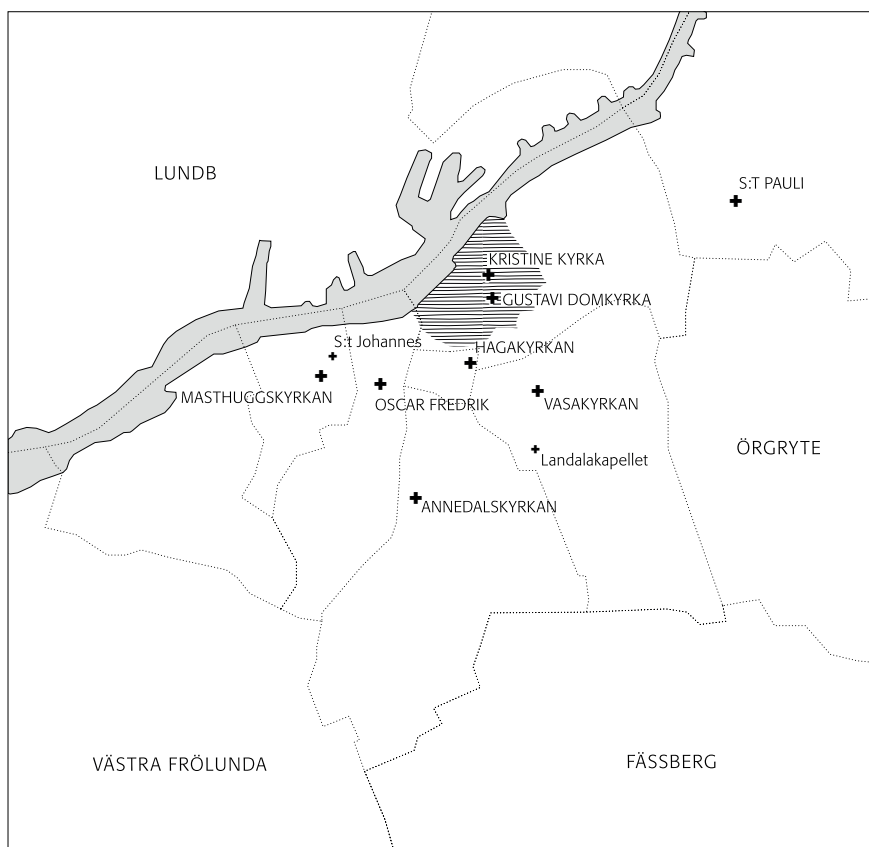 LUNDB
S:T PAULI
KRISTINE KYRKA
GUSTAVI DOMKYRKA
S:t Johannes
HAGAKYRKAN
MASTHUGGSKYRKAN
OSCAR FREDRIK
VASAKYRKAN
ÖRGRYTE
Landalakapellet
ANNEDALSKYRKAN
VÄSTRA FRÖLUNDA
FÄSSBERG